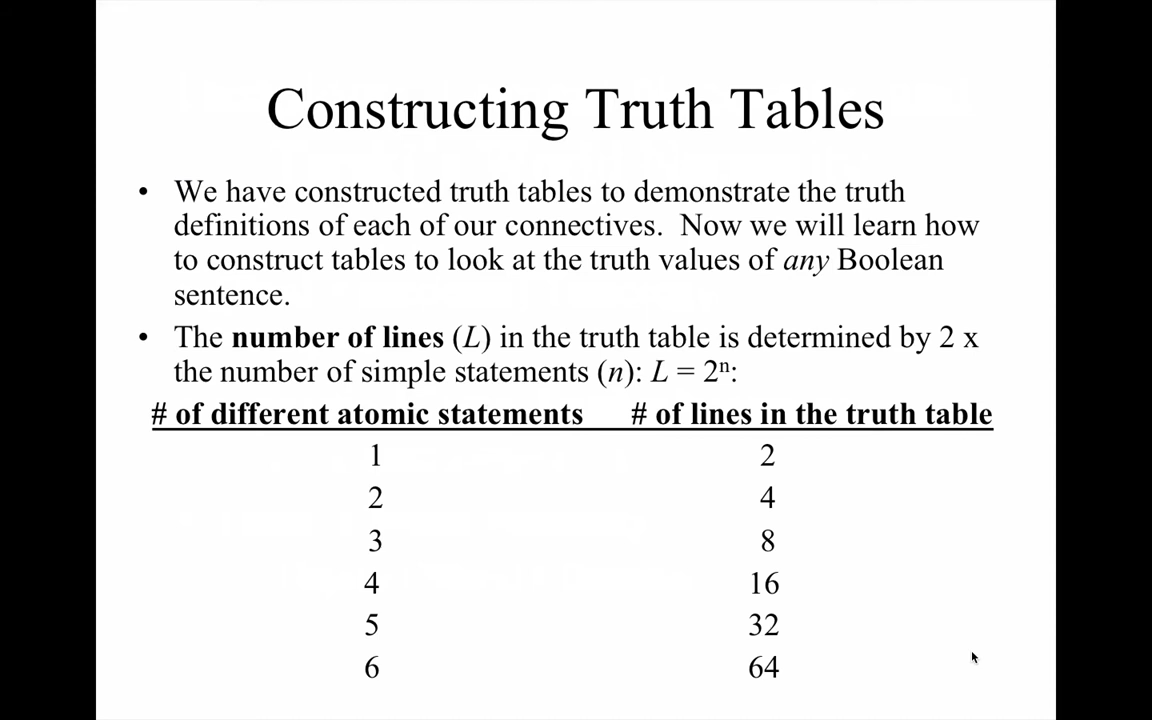 Constructing Truth Tables
• We have constructed truth tables to demonstrate the truth
definitions of each of our connectives.  Now we will learn how
to construct tables to look at the truth values of any Boolean
sentence.
• The number of lines (L) in the truth table is determined by 2 x
the number of simple statements (n): L = 2ⁿ:
# of different atomic statements # of lines in the truth table
1 2
2 4
3 8
4 16
5 32
6 64